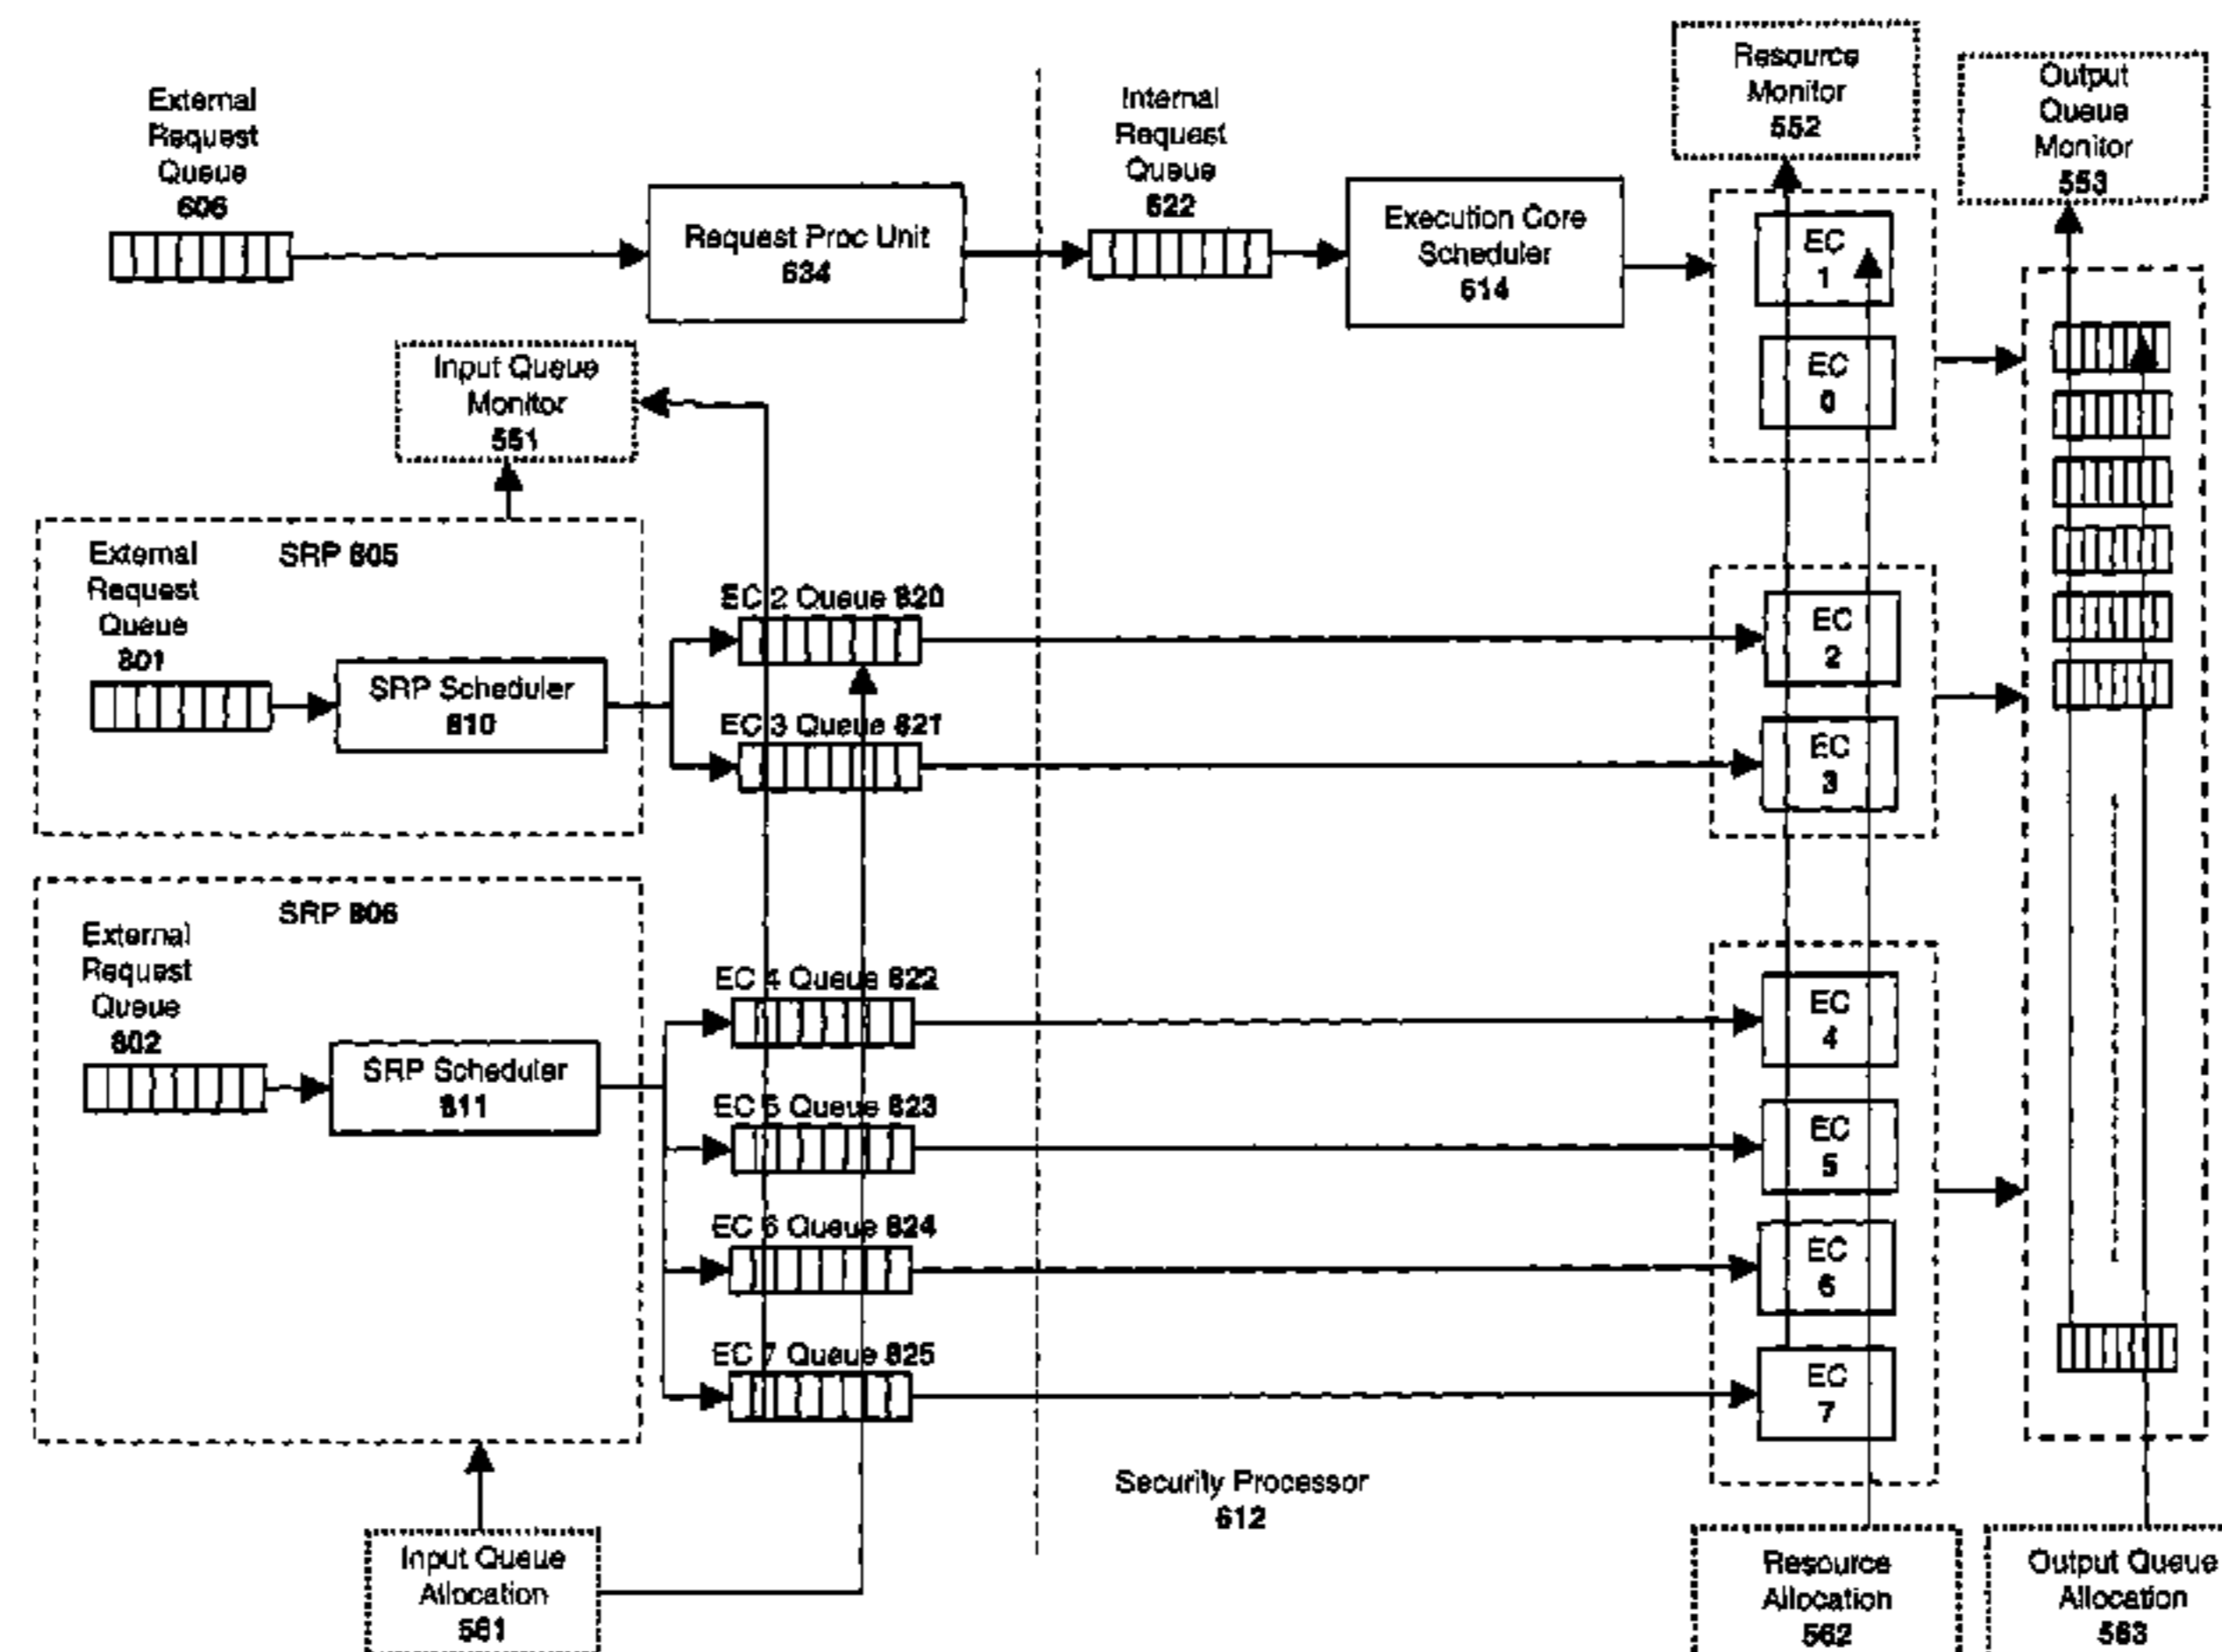 External
Request
Queue
606
Request Proc Unit
634
Internal
Request
Queue
622
Execution Core
Scheduler
614
Resource
Monitor
552
Output
Queue
Monitor
553
EC
1
EC
0
Input Queue
Monitor
551
SRP 805
External
Request
Queue
801
SRP Scheduler
810
EC 2 Queue 820
EC 3 Queue 821
EC
2
EC
3
SRP 806
External
Request
Queue
802
SRP Scheduler
811
EC 4 Queue 822
EC 5 Queue 823
EC 6 Queue 824
EC 7 Queue 825
EC
4
EC
5
EC
6
EC
7
Security Processor
612
Input Queue
Allocation
561
Resource
Allocation
562
Output Queue
Allocation
563